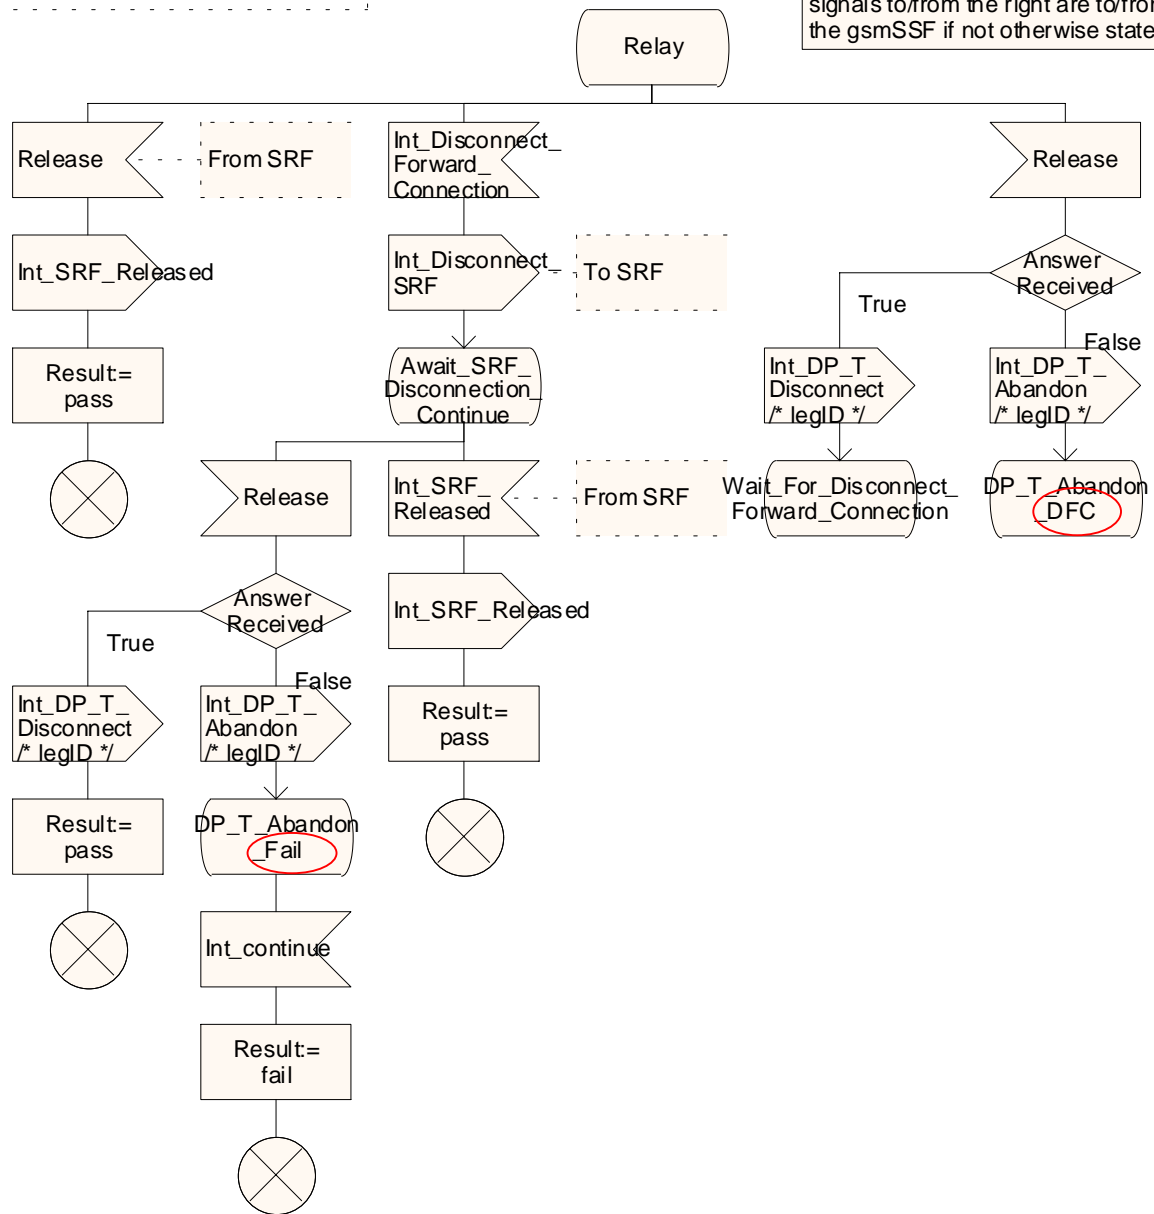 signals to/from the right are to/from
the gsmSSF if not otherwise state
Relay
Release
From SRF
Int_Disconnect_
Forward_
Connection
Release
Int_SRF_Released
Int_Disconnect_
SRF
To SRF
Answer
Received
True
False
Result:=
pass
Await_SRF_
Disconnection_
Continue
Int_DP_T_
Disconnect
/* legID */
Int_DP_T_
Abandon
/* legID */
Release
Int_SRF_
Released
From SRF
Wait_For_Disconnect_
Forward_Connection
DP_T_Abandon
_DFC
Answer
Received
True
False
Int_SRF_Released
Int_DP_T_
Disconnect
/* legID */
Int_DP_T_
Abandon
/* legID */
Result:=
pass
Result:=
pass
DP_T_Abandon
_Fail
Int_continue
Result:=
fail